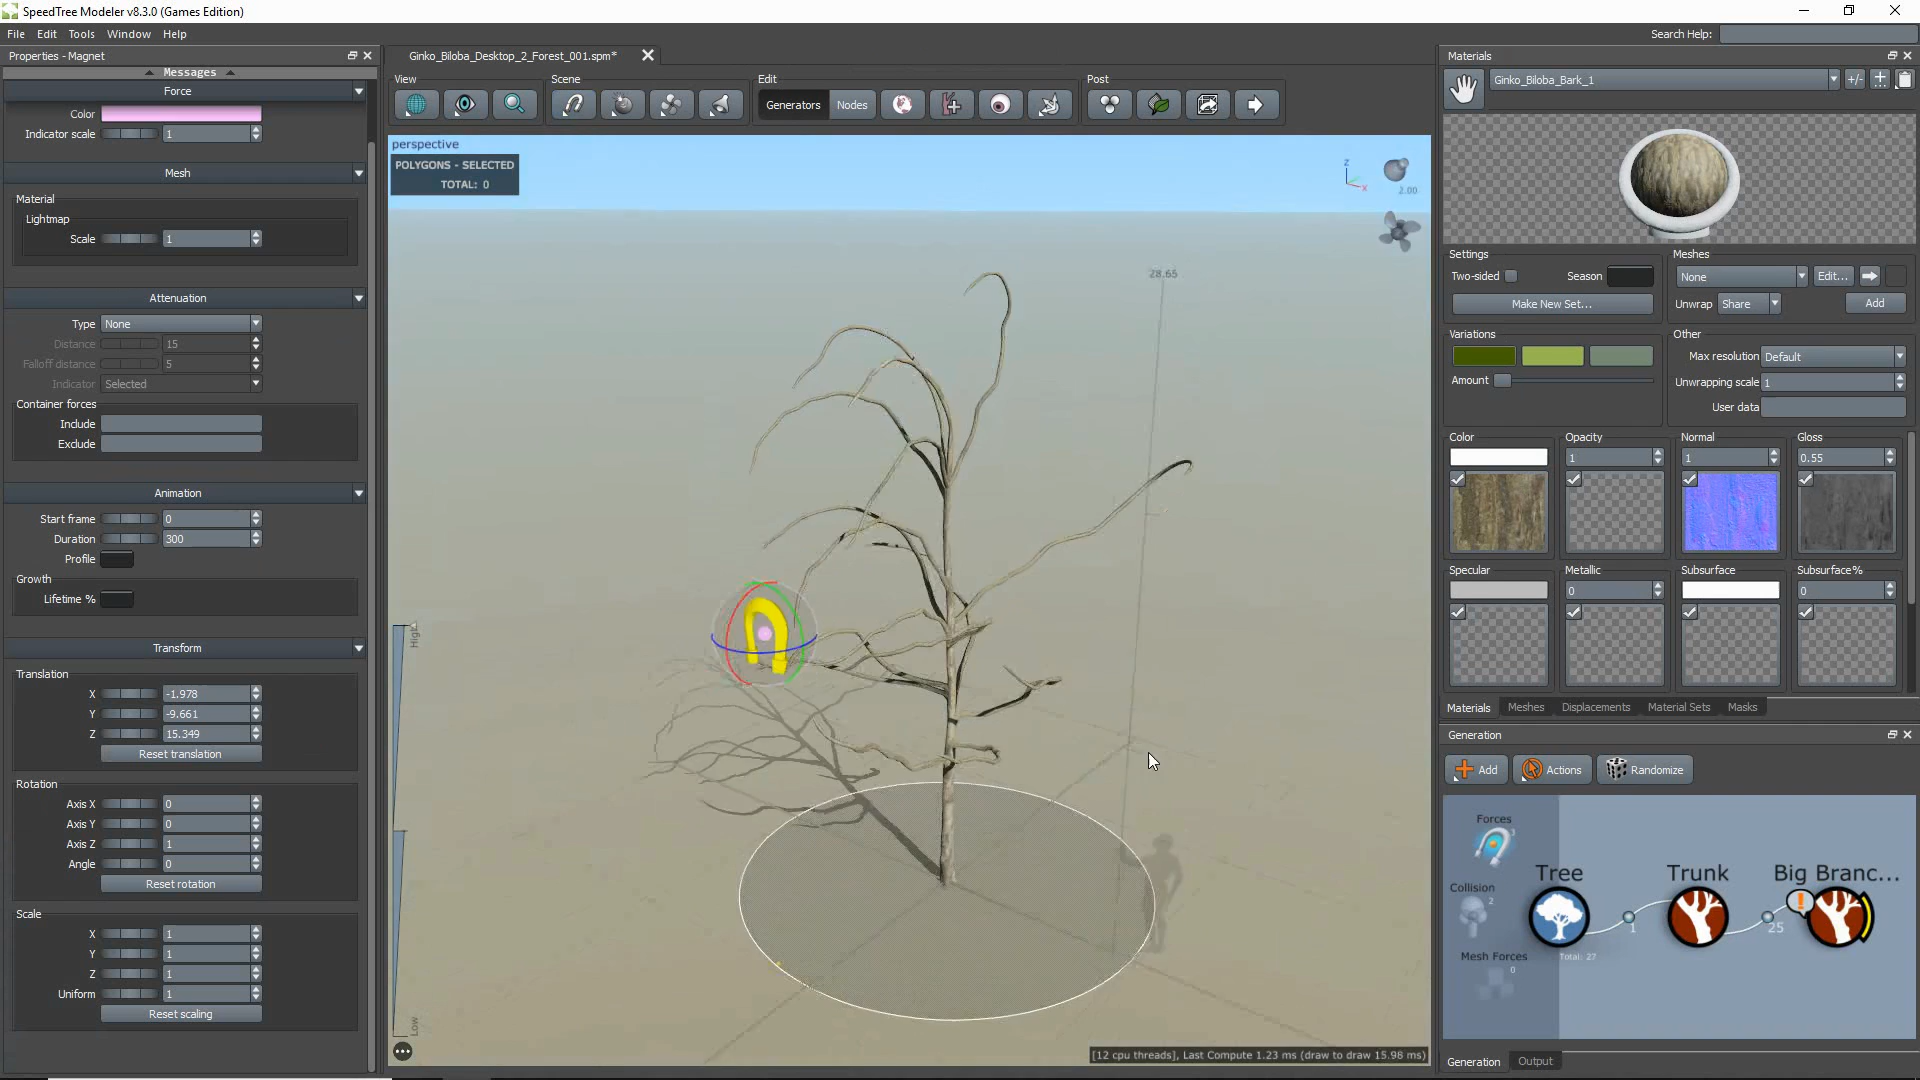 SpeedTree Modeler v8.3.0 (Games Edition)
File Edit Tools Window Help
Search Help:
Properties - Magnet
Messages
Force
Color
Indicator scale 1
Mesh
Material
Lightmap
Scale 1
Attenuation
Type None
Distance 15
Falloff distance 5
Indicator Selected
Container forces
Include
Exclude
Animation
Start frame 0
Duration 300
Profile
Growth
Lifetime %
Transform
Translation
X -1.978
Y -9.661
Z 15.349
Reset translation
Rotation
Axis X 0
Axis Y 0
Axis Z 1
Angle 0
Reset rotation
Scale
X 1
Y 1
Z 1
Uniform 1
Reset scaling
Ginko_Biloba_Desktop_2_Forest_001.spm*
View Scene Edit Post
Generators Nodes
perspective
POLYGONS - SELECTED
TOTAL: 0
Z
X
2.00
28.65
High
Low
[12 cpu threads], Last Compute 1.23 ms (draw to draw 15.98 ms)
Materials
Ginko_Biloba_Bark_1
+/-
Settings
Two-sided Season
Make New Set...
Meshes
None Edit...
Unwrap Share Add
Variations
Amount
Other
Max resolution Default
Unwrapping scale 1
User data
Color Opacity Normal Gloss
1 1 0.55
Specular Metallic Subsurface Subsurface%
0 0
Materials Meshes Displacements Material Sets Masks
Generation
Add Actions Randomize
Forces
3
Collision
2
Mesh Forces
0
Tree
Total: 27
1
Trunk
25
Big Branc...
Generation Output